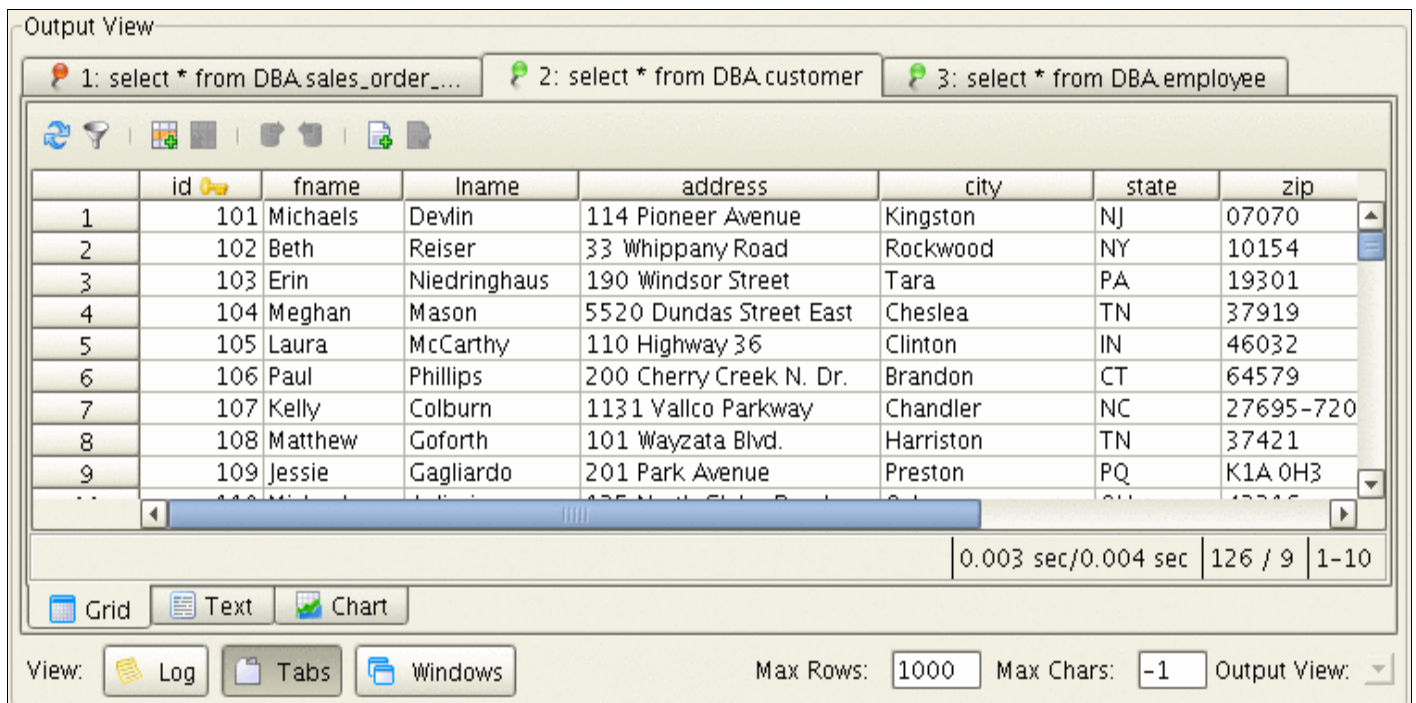 Output View
1: select * from DBA.sales_order_... 2: select * from DBA.customer 3: select * from DBA.employee
id fname lname address city state zip
1 101 Michaels Devlin 114 Pioneer Avenue Kingston NJ 07070
2 102 Beth Reiser 33 Whippany Road Rockwood NY 10154
3 103 Erin Niedringhaus 190 Windsor Street Tara PA 19301
4 104 Meghan Mason 5520 Dundas Street East Cheslea TN 37919
5 105 Laura McCarthy 110 Highway 36 Clinton IN 46032
6 106 Paul Phillips 200 Cherry Creek N. Dr. Brandon CT 64579
7 107 Kelly Colburn 1131 Vallco Parkway Chandler NC 27695-720
8 108 Matthew Goforth 101 Wayzata Blvd. Harriston TN 37421
9 109 Jessie Gagliardo 201 Park Avenue Preston PQ K1A 0H3
0.003 sec/0.004 sec 126 / 9 1-10
Grid Text Chart
View: Log Tabs Windows Max Rows: 1000 Max Chars: -1 Output View: